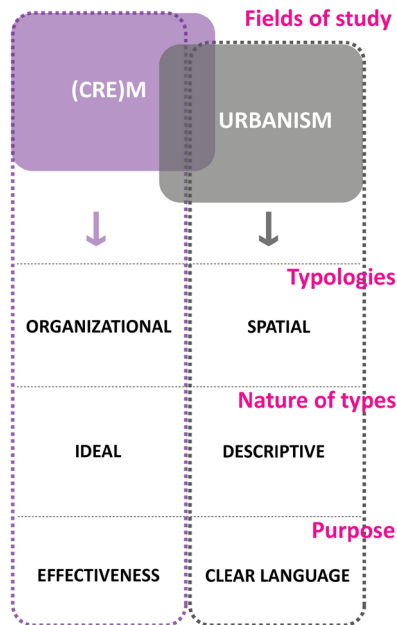 Fields of study
(CRE)M
URBANISM
Typologies
ORGANIZATIONAL
SPATIAL
Nature of types
IDEAL
DESCRIPTIVE
Purpose
EFFECTIVENESS
CLEAR LANGUAGE